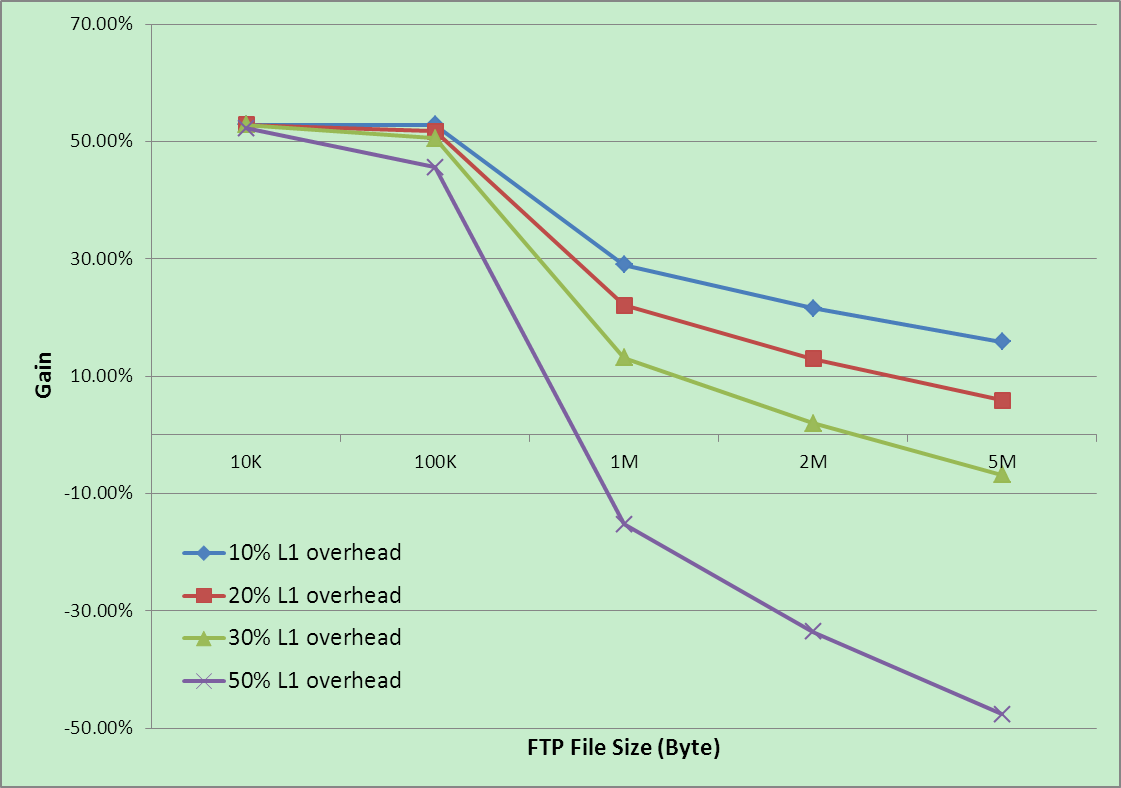 70.00%
50.00%
30.00%
10.00%
-10.00%
-30.00%
-50.00%
Gain
10K 100K 1M 2M 5M
10% L1 overhead
20% L1 overhead
30% L1 overhead
50% L1 overhead
FTP File Size (Byte)